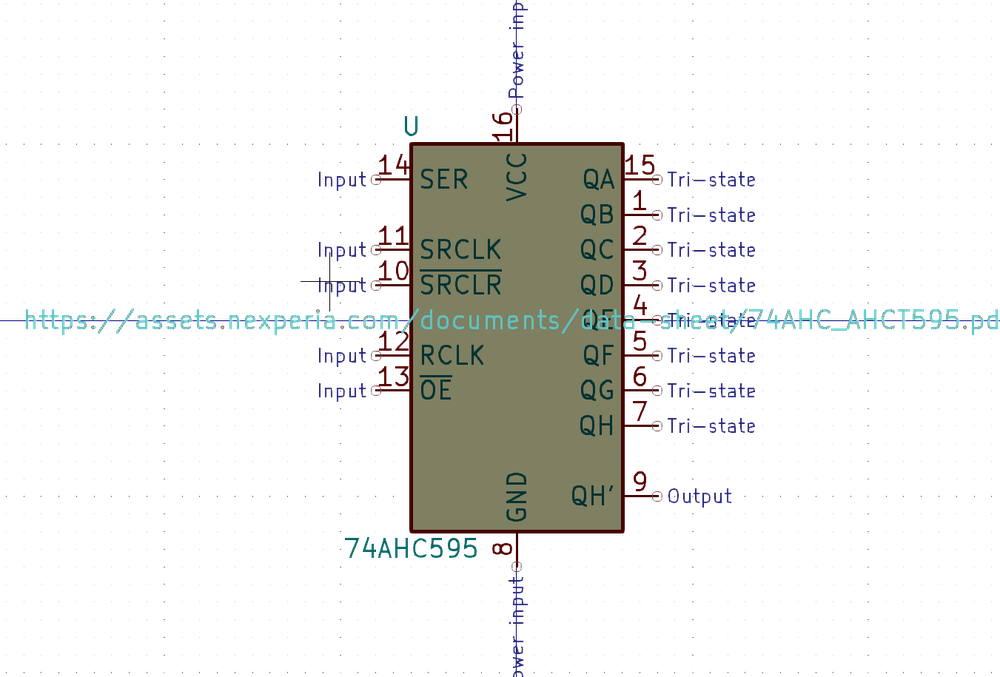 Power inp
16
U
14 VCC 15
Input SER QA Tri-state
1
QB Tri-state
11 2
Input SRCLK QC Tri-state
10 3
Input SRCLR QD Tri-state
4
https://assets.nexperia.com/documents/data-sheet/74AHC_AHCT595.pd
QE Tri-state
12 5
Input RCLK QF Tri-state
13 6
Input OE QG Tri-state
7
QH Tri-state
9
GND QH' Output
74AHC595 8
ower input